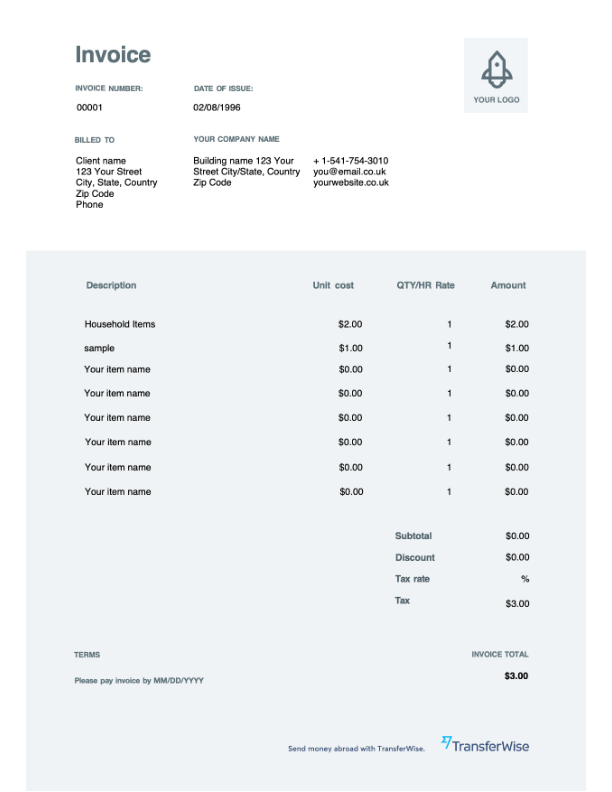 Invoice
YOUR LOGO
INVOICE NUMBER: DATE OF ISSUE:
00001 02/08/1996
BILLED TO YOUR COMPANY NAME
Client name Building name 123 Your + 1-541-754-3010
123 Your Street Street City/State, Country you@email.co.uk
City, State, Country Zip Code yourwebsite.co.uk
Zip Code
Phone
Description Unit cost QTY/HR Rate Amount
Household Items $2.00 1 $2.00
sample $1.00 1 $1.00
Your item name $0.00 1 $0.00
Your item name $0.00 1 $0.00
Your item name $0.00 1 $0.00
Your item name $0.00 1 $0.00
Your item name $0.00 1 $0.00
Your item name $0.00 1 $0.00
Subtotal $0.00
Discount $0.00
Tax rate %
Tax $3.00
TERMS INVOICE TOTAL
Please pay invoice by MM/DD/YYYY $3.00
Send money abroad with TransferWise. TransferWise